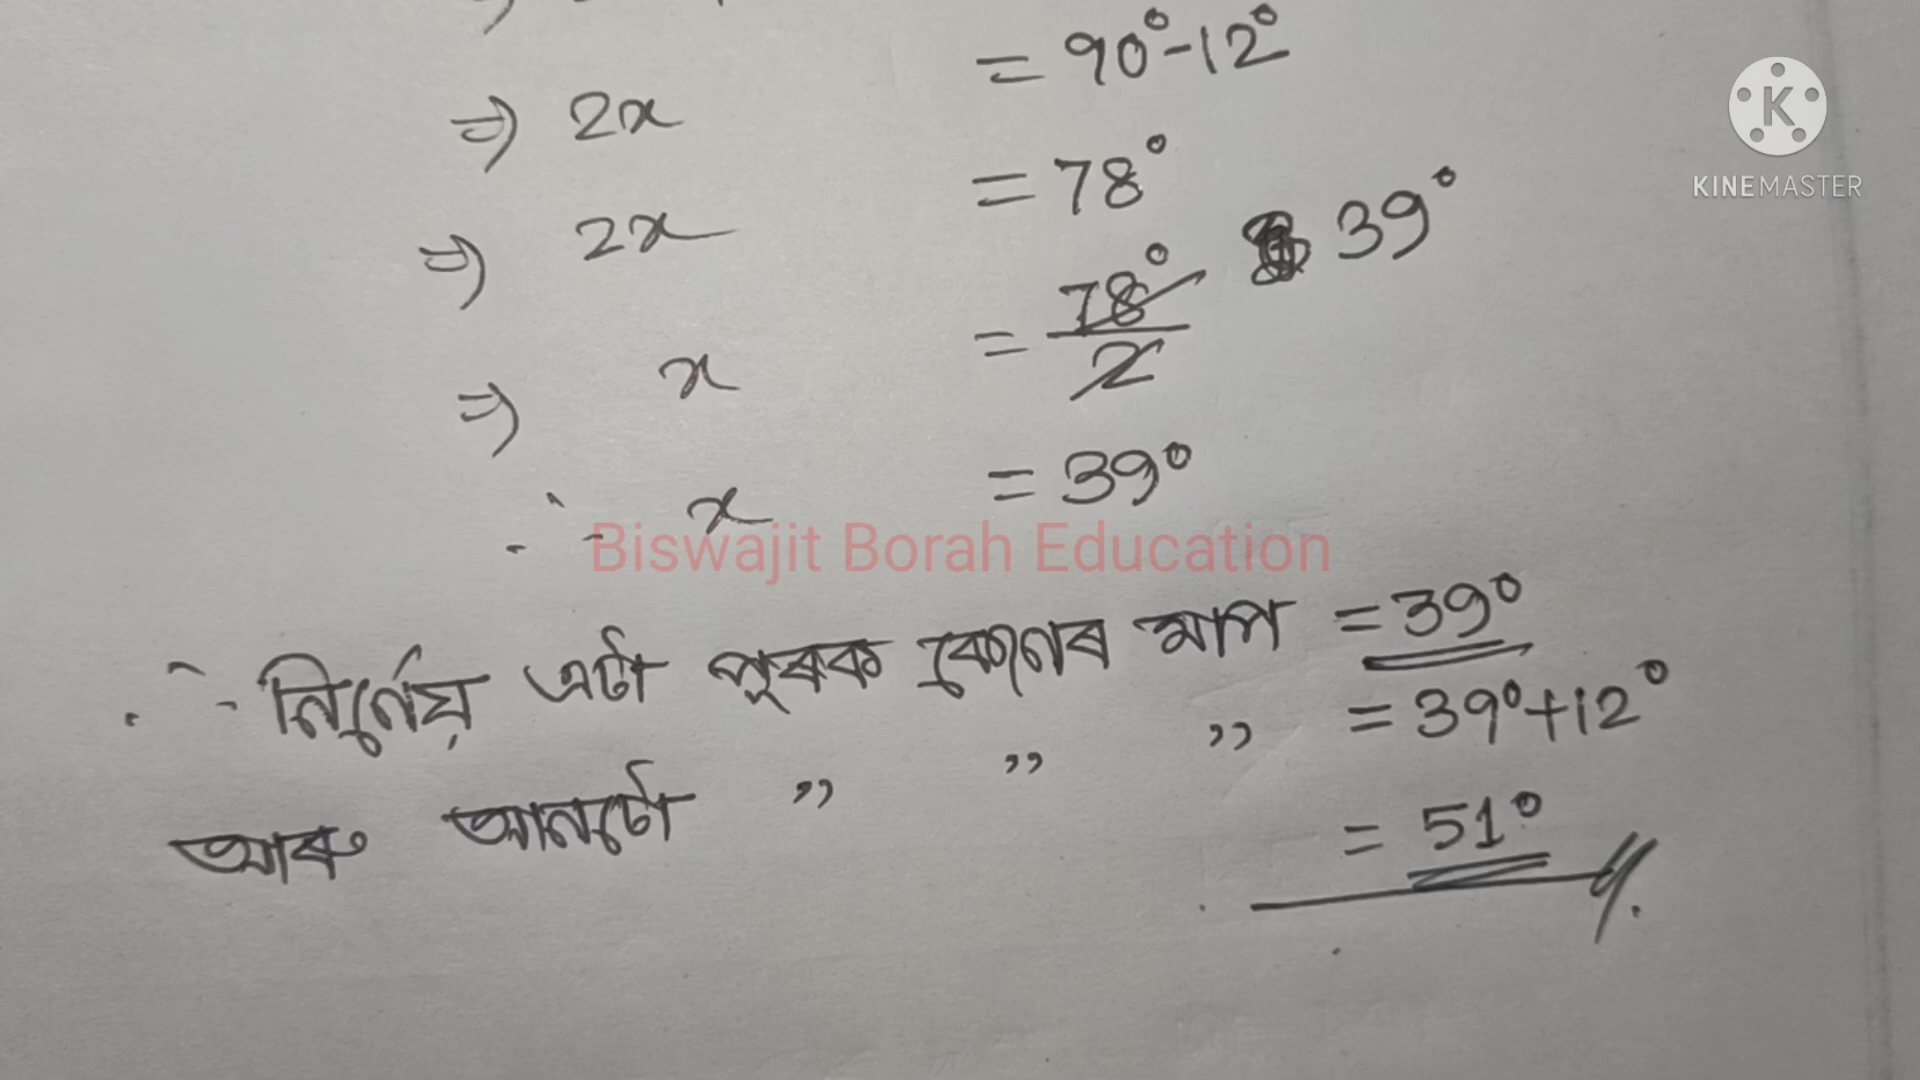 ⇒ 2x = 90°-12°
⇒ 2x = 78°
⇒ x = 78°/2 39°
∴ x = 39°
∴ নিৰ্ণেয় এটা পূৰক কোণৰ মাপ = 39°
আৰু আনটো ,, ,, ,, = 39°+12°
= 51°
Biswajit Borah Education
K
KINEMASTER